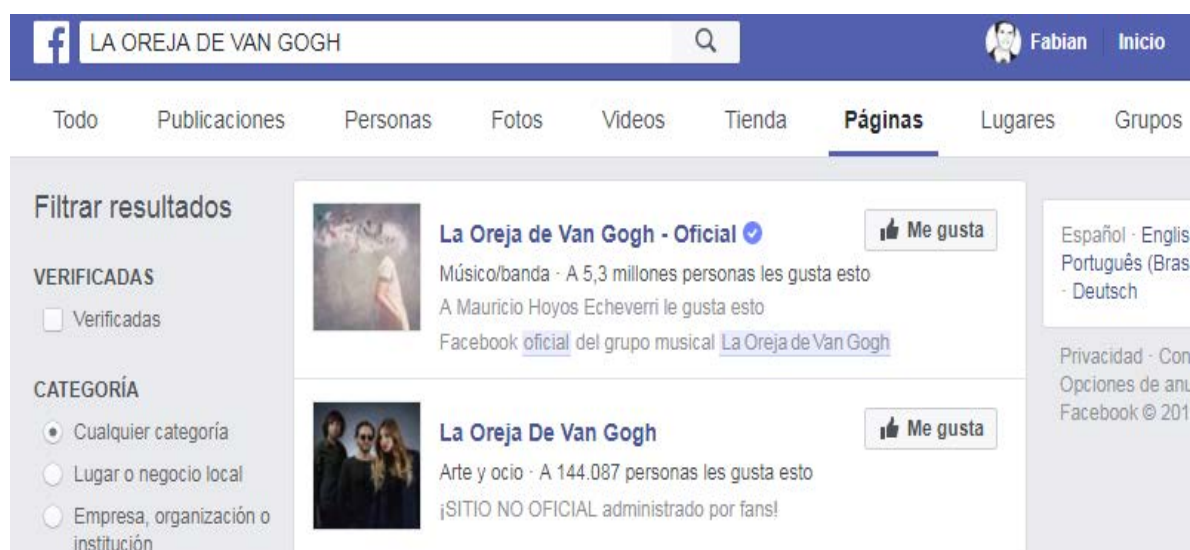 LA OREJA DE VAN GOGH
Fabian Inicio
Todo Publicaciones Personas Fotos Videos Tienda Páginas Lugares Grupos
Filtrar resultados
VERIFICADAS
Verificadas
CATEGORÍA
Cualquier categoría
Lugar o negocio local
Empresa, organización o
institución
La Oreja de Van Gogh - Oficial
Me gusta
Músico/banda · A 5,3 millones personas les gusta esto
A Mauricio Hoyos Echeverri le gusta esto
Facebook oficial del grupo musical La Oreja de Van Gogh
La Oreja De Van Gogh
Me gusta
Arte y ocio · A 144.087 personas les gusta esto
¡SITIO NO OFICIAL administrado por fans!
Español · Englis
Português (Bras
· Deutsch
Privacidad · Con
Opciones de anu
Facebook © 201